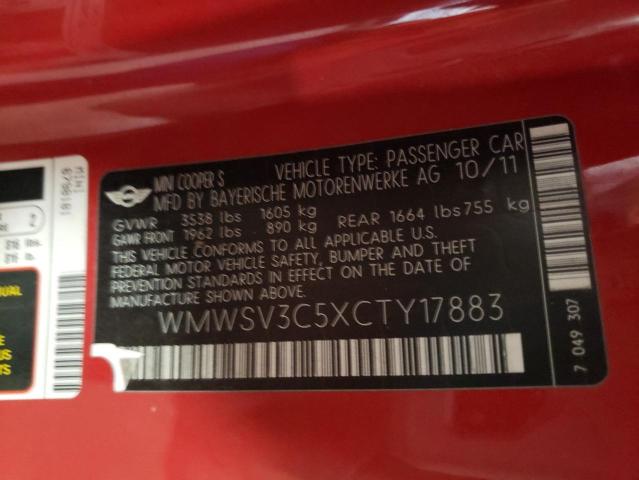 MINI COOPER S VEHICLE TYPE: PASSENGER CAR
MFD BY BAYERISCHE MOTORENWERKE AG 10/11
GVWR 3538 lbs 1605 kg
GAWR FRONT 1962 lbs 890 kg REAR 1664 lbs 755 kg
THIS VEHICLE CONFORMS TO ALL APPLICABLE U.S.
FEDERAL MOTOR VEHICLE SAFETY, BUMPER AND THEFT
PREVENTION STANDARDS IN EFFECT ON THE DATE OF
MANUFACTURE SHOWN ABOVE.
WMWSV3C5XCTY17883
7 049 307
2
lbs.
lb.